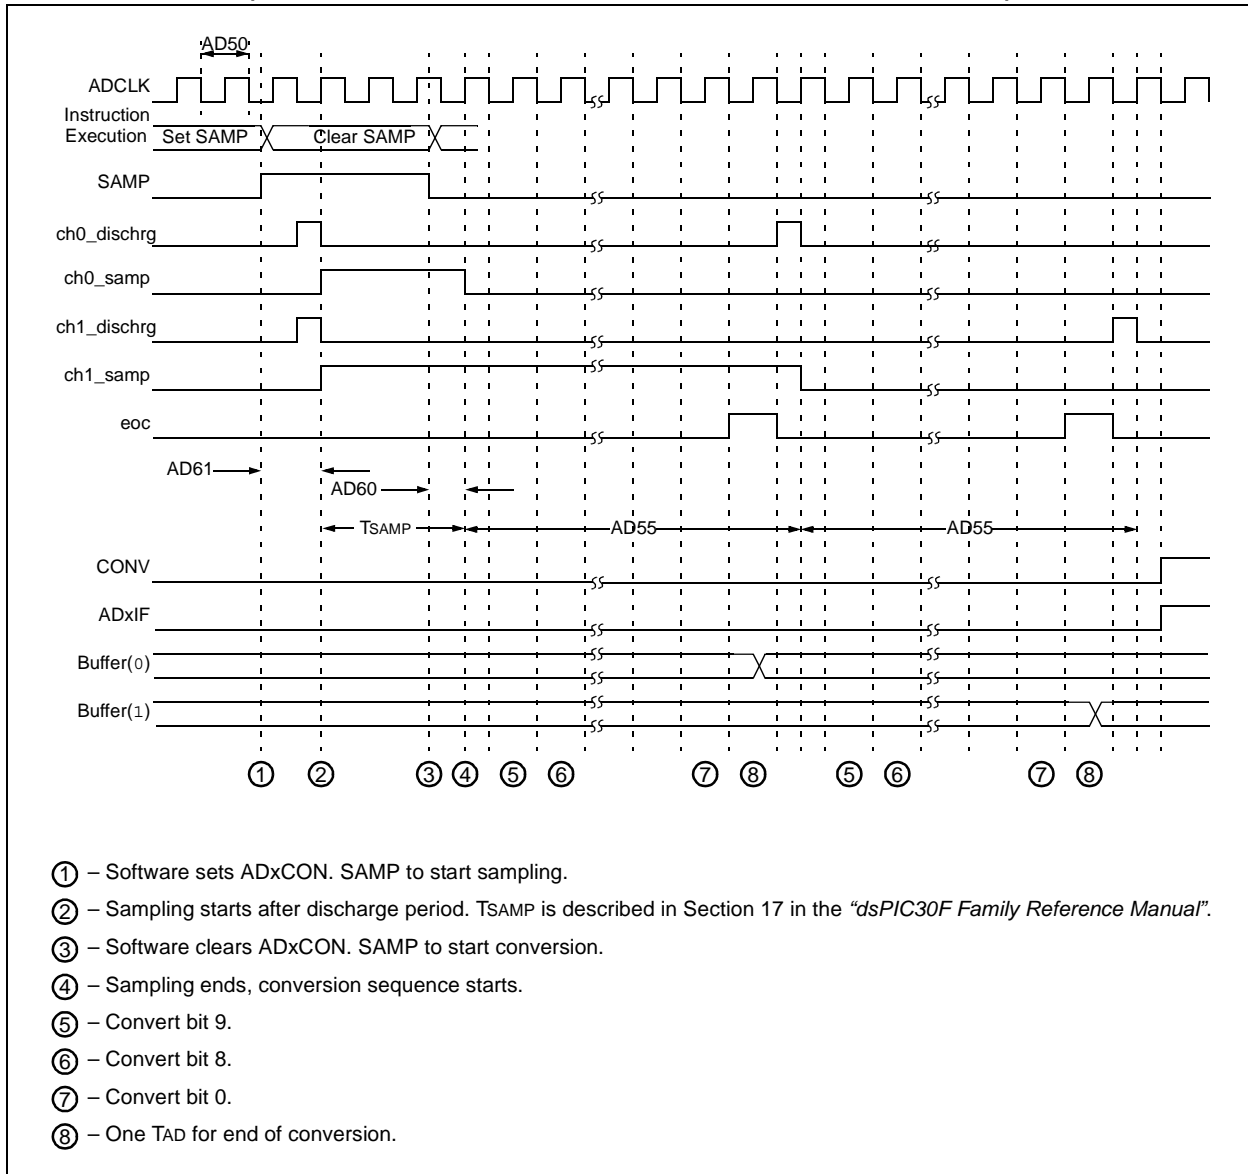 AD50
ADCLK
Instruction
Execution Set SAMP Clear SAMP
SAMP
ch0_dischrg
ch0_samp
ch1_dischrg
ch1_samp
eoc
AD61
AD60
TSAMP AD55 AD55
CONV
ADxIF
Buffer(0)
Buffer(1)
1 2 3 4 5 6 7 8 5 6 7 8
1 – Software sets ADxCON. SAMP to start sampling.
2 – Sampling starts after discharge period. TSAMP is described in Section 17 in the “dsPIC30F Family Reference Manual”.
3 – Software clears ADxCON. SAMP to start conversion.
4 – Sampling ends, conversion sequence starts.
5 – Convert bit 9.
6 – Convert bit 8.
7 – Convert bit 0.
8 – One TAD for end of conversion.